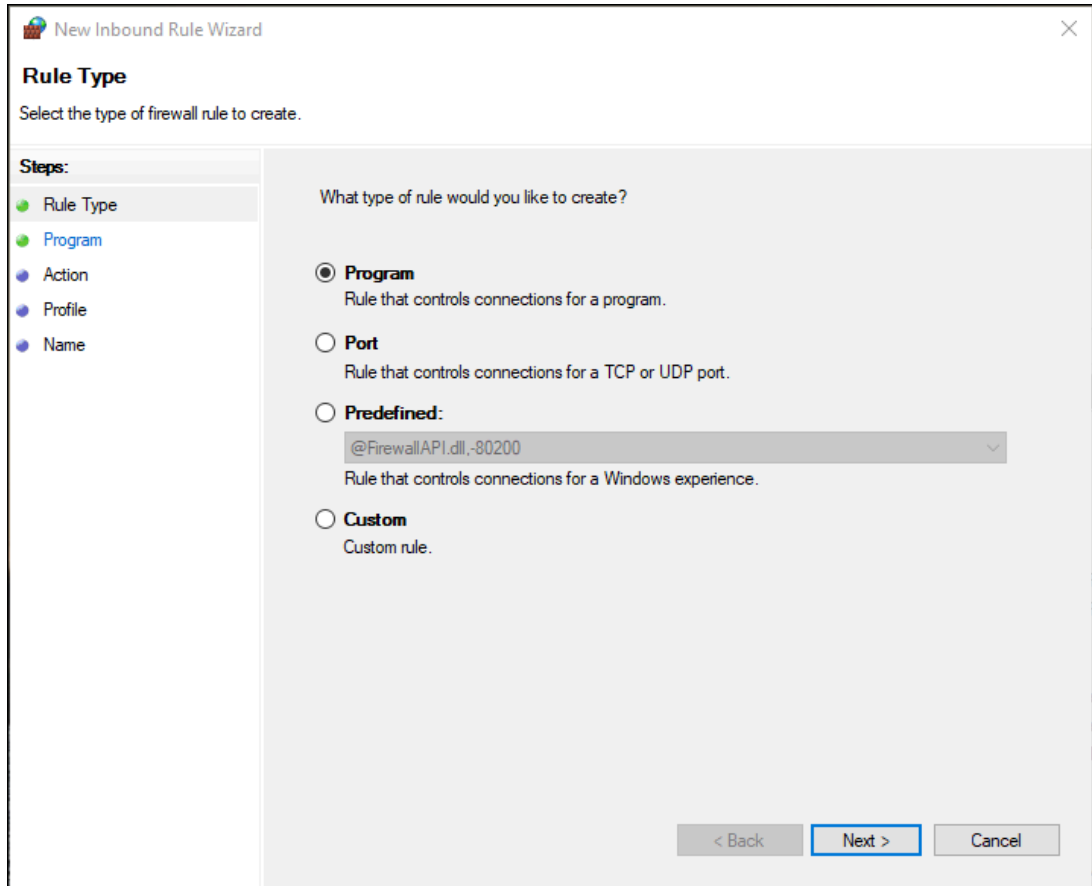 New Inbound Rule Wizard
Rule Type
Select the type of firewall rule to create.
Steps:
Rule Type
Program
Action
Profile
Name
What type of rule would you like to create?
Program
Rule that controls connections for a program.
Port
Rule that controls connections for a TCP or UDP port.
Predefined:
@FirewallAPI.dll,-80200
Rule that controls connections for a Windows experience.
Custom
Custom rule.
< Back
Next >
Cancel